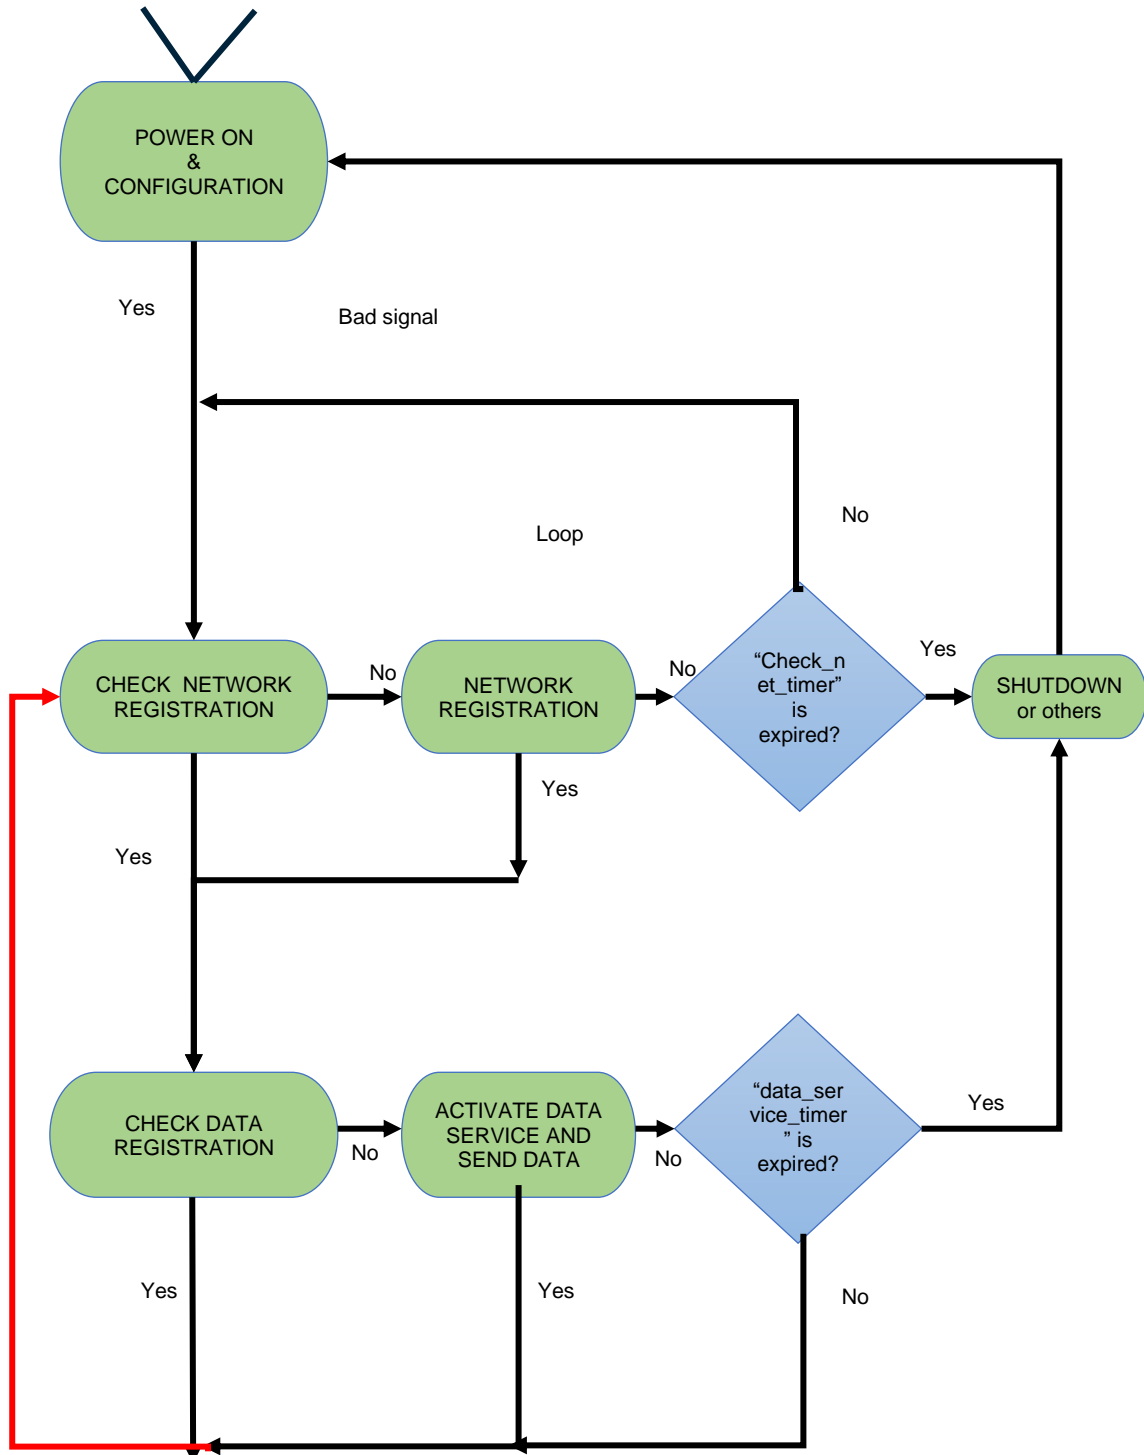 POWER ON
&
CONFIGURATION
Yes
Bad signal
No
Loop
CHECK  NETWORK
REGISTRATION
No
NETWORK
REGISTRATION
No
“Check_n
et_timer”
is
expired?
Yes
SHUTDOWN
or others
Yes
Yes
CHECK DATA
REGISTRATION
No
ACTIVATE DATA
SERVICE AND
SEND DATA
No
“data_ser
vice_timer
” is
expired?
Yes
Yes
Yes
No